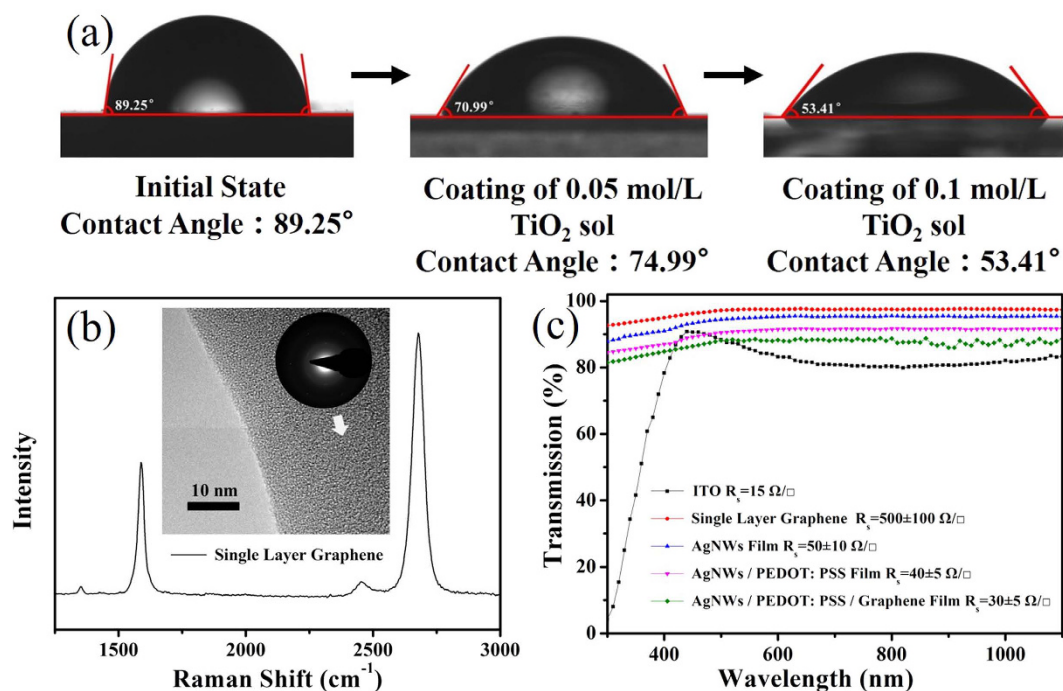 (a)
89.25°
70.99°
53.41°
Initial State
Contact Angle：89.25°
Coating of 0.05 mol/L
TiO₂ sol
Contact Angle：74.99°
Coating of 0.1 mol/L
TiO₂ sol
Contact Angle：53.41°
(b)
Intensity
10 nm
Single Layer Graphene
1500 2000 2500 3000
Raman Shift (cm⁻¹)
(c)
Transmission (%)
100
80
60
40
20
0
ITO Rₛ=15 Ω/□
Single Layer Graphene Rₛ=500±100 Ω/□
AgNWs Film Rₛ=50±10 Ω/□
AgNWs / PEDOT: PSS Film Rₛ=40±5 Ω/□
AgNWs / PEDOT: PSS / Graphene Film Rₛ=30±5 Ω/□
400 600 800 1000
Wavelength (nm)